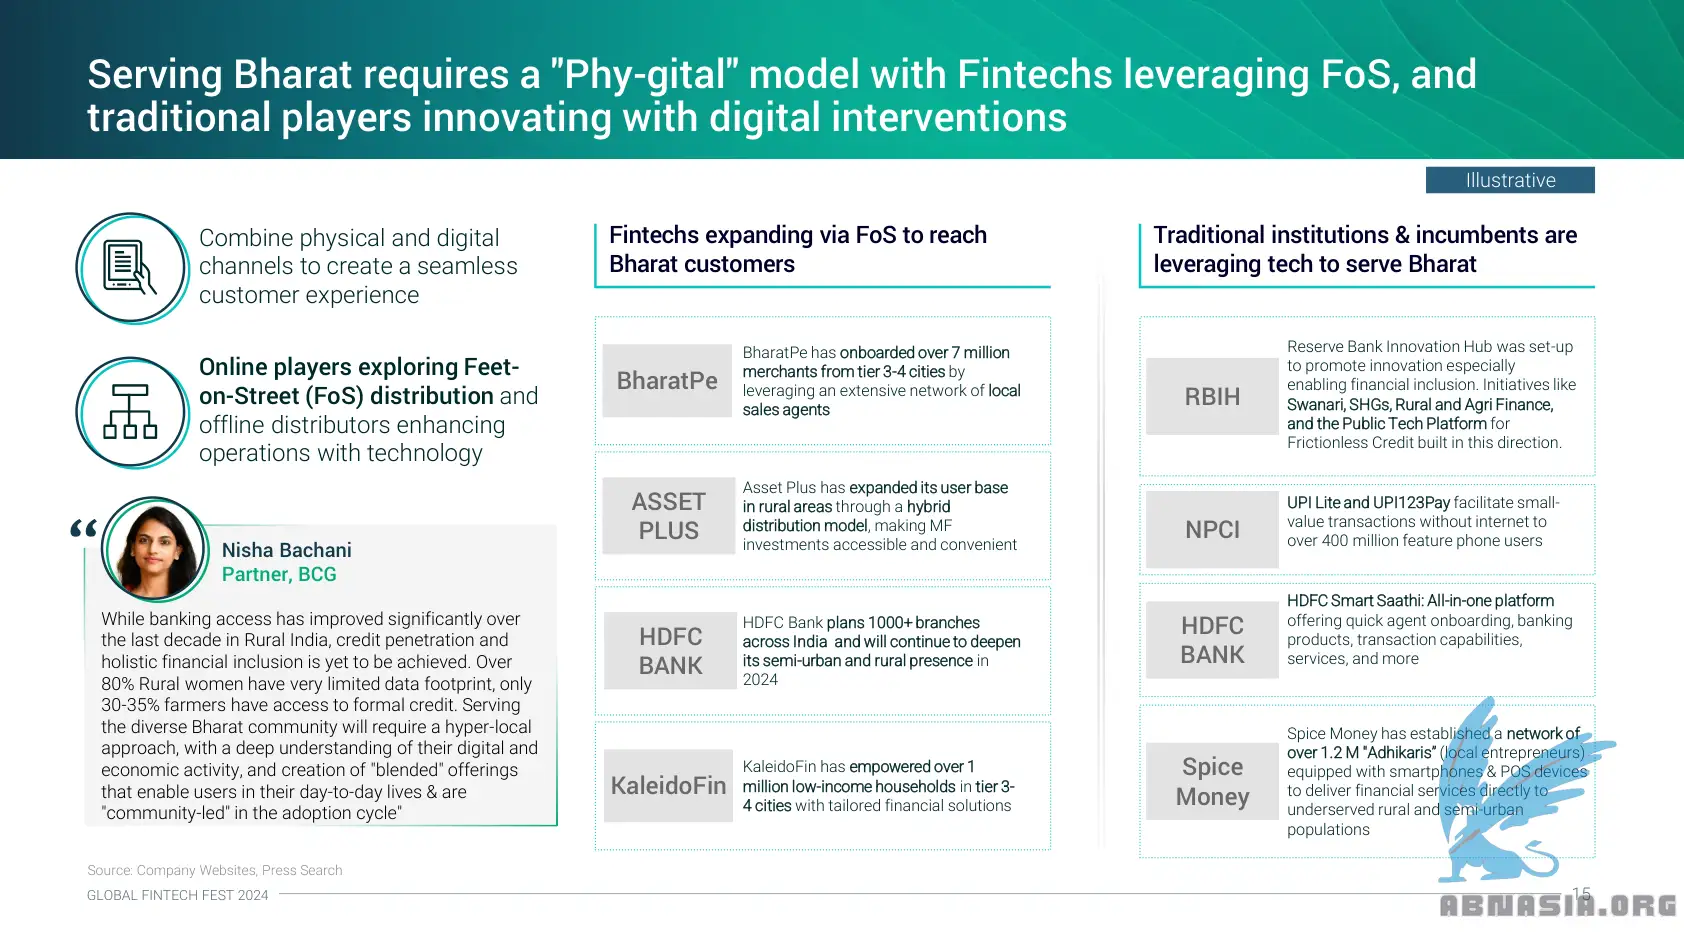 Serving Bharat requires a "Phy-gital" model with Fintechs leveraging FoS, and
traditional players innovating with digital interventions
Illustrative
Combine physical and digital
channels to create a seamless
customer experience
Online players exploring Feet-
on-Street (FoS) distribution and
offline distributors enhancing
operations with technology
“
Nisha Bachani
Partner, BCG
While banking access has improved significantly over
the last decade in Rural India, credit penetration and
holistic financial inclusion is yet to be achieved. Over
80% Rural women have very limited data footprint, only
30-35% farmers have access to formal credit. Serving
the diverse Bharat community will require a hyper-local
approach, with a deep understanding of their digital and
economic activity, and creation of "blended" offerings
that enable users in their day-to-day lives & are
"community-led" in the adoption cycle"
Fintechs expanding via FoS to reach
Bharat customers
BharatPe
BharatPe has onboarded over 7 million
merchants from tier 3-4 cities by
leveraging an extensive network of local
sales agents
ASSET
PLUS
Asset Plus has expanded its user base
in rural areas through a hybrid
distribution model, making MF
investments accessible and convenient
HDFC
BANK
HDFC Bank plans 1000+ branches
across India and will continue to deepen
its semi-urban and rural presence in
2024
KaleidoFin
KaleidoFin has empowered over 1
million low-income households in tier 3-
4 cities with tailored financial solutions
Traditional institutions & incumbents are
leveraging tech to serve Bharat
RBIH
Reserve Bank Innovation Hub was set-up
to promote innovation especially
enabling financial inclusion. Initiatives like
Swanari, SHGs, Rural and Agri Finance,
and the Public Tech Platform for
Frictionless Credit built in this direction.
NPCI
UPI Lite and UPI123Pay facilitate small-
value transactions without internet to
over 400 million feature phone users
HDFC
BANK
HDFC Smart Saathi: All-in-one platform
offering quick agent onboarding, banking
products, transaction capabilities,
services, and more
Spice
Money
Spice Money has established a network of
over 1.2 M "Adhikaris” (local entrepreneurs)
equipped with smartphones & POS devices
to deliver financial services directly to
underserved rural and semi-urban
populations
Source: Company Websites, Press Search
GLOBAL FINTECH FEST 2024
15
ABNASIA.ORG